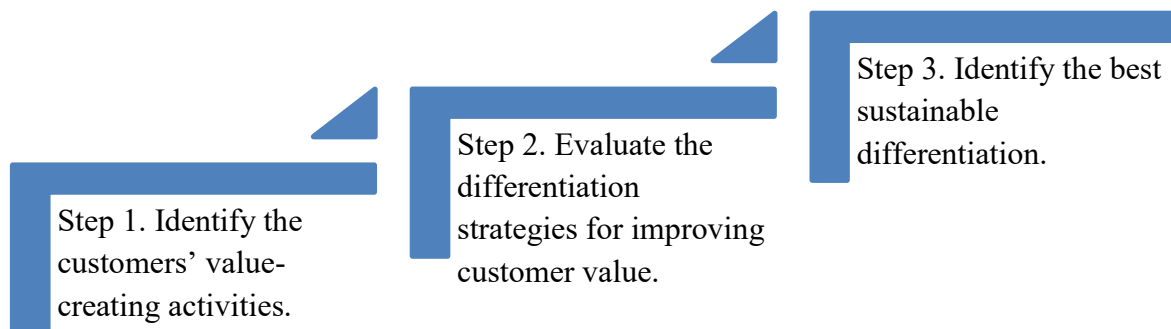 Step 1. Identify the
customers’ value-
creating activities.
Step 2. Evaluate the
differentiation
strategies for improving
customer value.
Step 3. Identify the best
sustainable
differentiation.